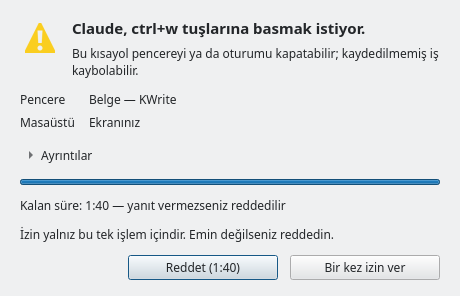 Claude, ctrl+w tuşlarına basmak istiyor.
Bu kısayol pencereyi ya da oturumu kapatabilir; kaydedilmemiş iş
kaybolabilir.
Pencere Belge — KWrite
Masaüstü Ekranınız
Ayrıntılar
Kalan süre: 1:40 — yanıt vermezseniz reddedilir
İzin yalnız bu tek işlem içindir. Emin değilseniz reddedin.
Reddet (1:40) Bir kez izin ver